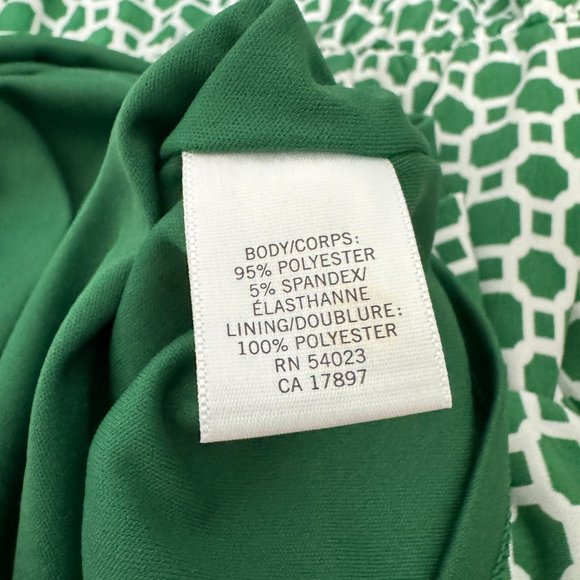 BODY/CORPS:
95% POLYESTER
5% SPANDEX/
ÉLASTHANNE
LINING/DOUBLURE:
100% POLYESTER
RN 54023
CA 17897